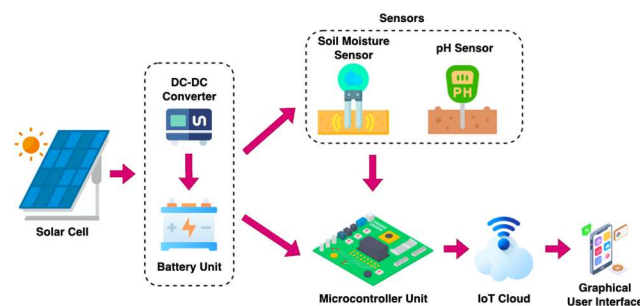 Sensors
Soil Moisture
Sensor
pH Sensor
DC-DC
Converter
PH
Solar Cell
Battery Unit
Microcontroller Unit
IoT Cloud
Graphical
User Interface